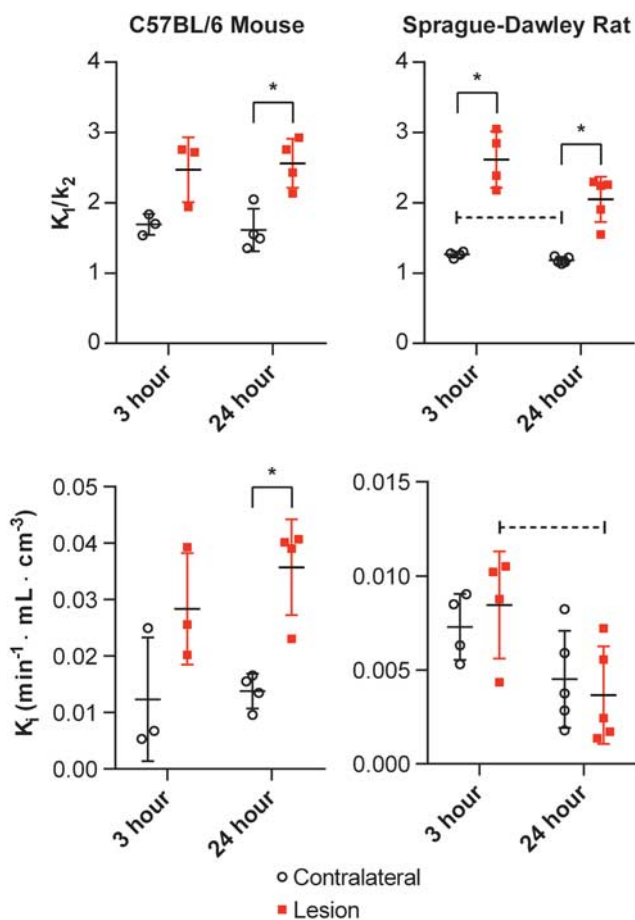 C57BL/6 Mouse
Sprague-Dawley Rat
K₁/k₂
4
3
2
1
0
*
3 hour
24 hour
4
3
2
1
0
*
*
3 hour
24 hour
Kᵢ (min⁻¹ · mL · cm⁻³)
0.05
0.04
0.03
0.02
0.01
0.00
*
3 hour
24 hour
0.015
0.010
0.005
0.000
3 hour
24 hour
Contralateral
Lesion